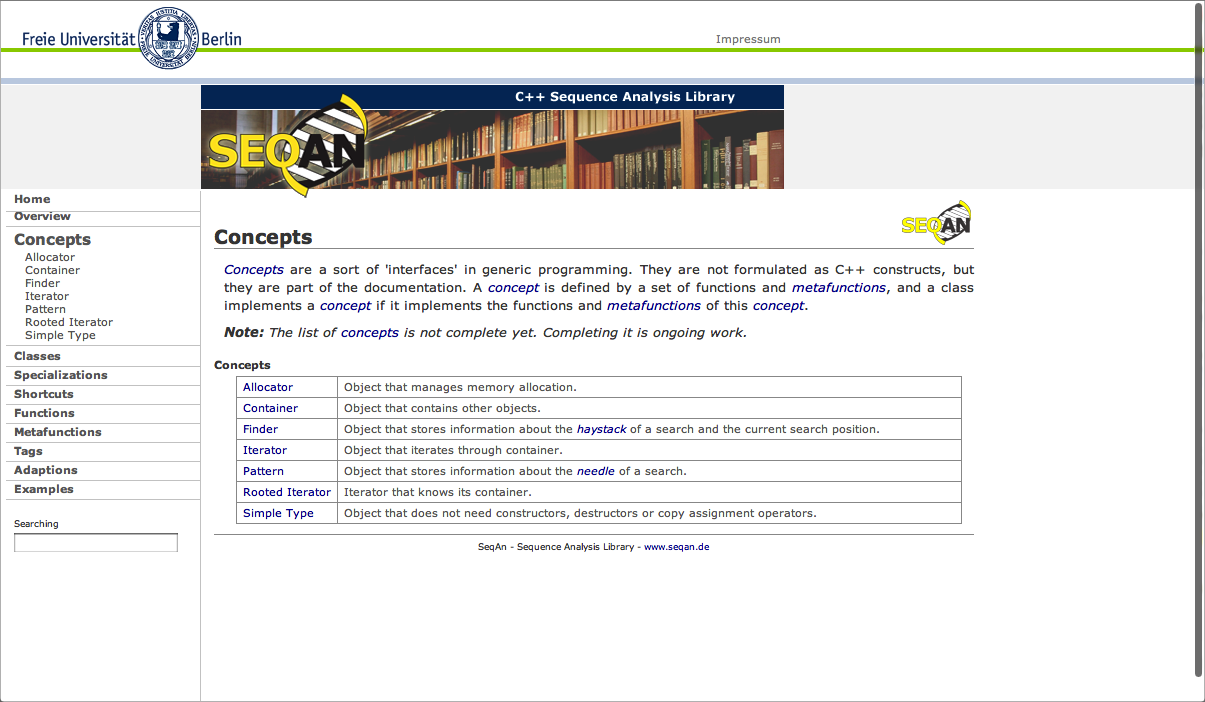 Freie Universität Berlin
Impressum
C++ Sequence Analysis Library
SEQAN
Home
Overview
Concepts
Allocator
Container
Finder
Iterator
Pattern
Rooted Iterator
Simple Type
Classes
Specializations
Shortcuts
Functions
Metafunctions
Tags
Adaptions
Examples
Searching
SEQAN
Concepts
Concepts are a sort of 'interfaces' in generic programming. They are not formulated as C++ constructs, but
they are part of the documentation. A concept is defined by a set of functions and metafunctions, and a class
implements a concept if it implements the functions and metafunctions of this concept.
Note: The list of concepts is not complete yet. Completing it is ongoing work.
Concepts
Allocator Object that manages memory allocation.
Container Object that contains other objects.
Finder Object that stores information about the haystack of a search and the current search position.
Iterator Object that iterates through container.
Pattern Object that stores information about the needle of a search.
Rooted Iterator Iterator that knows its container.
Simple Type Object that does not need constructors, destructors or copy assignment operators.
SeqAn - Sequence Analysis Library - www.seqan.de